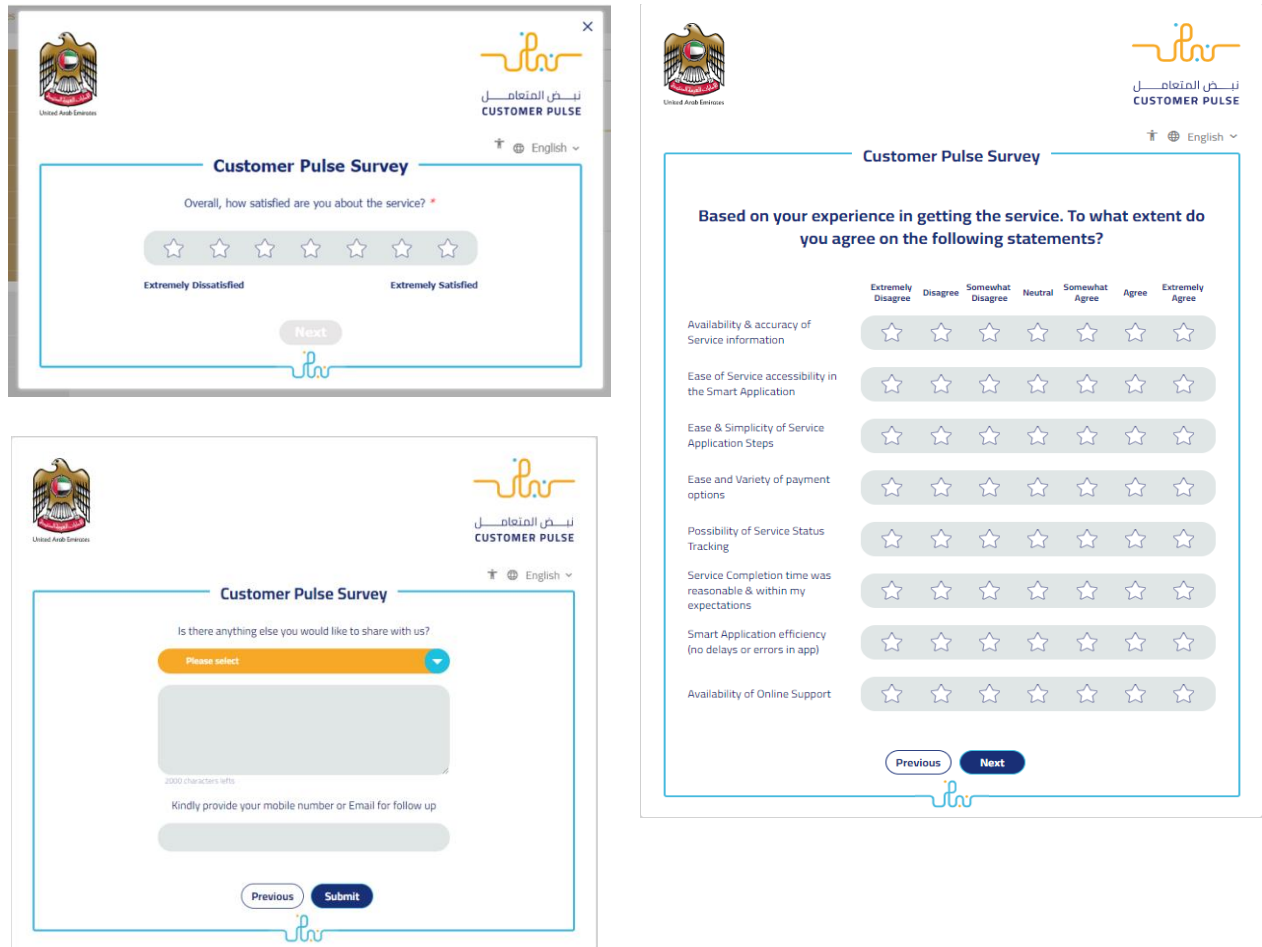 United Arab Emirates
نبـــض المتعامــــل
CUSTOMER PULSE
English
Customer Pulse Survey
Overall, how satisfied are you about the service? *
Extremely Dissatisfied
Extremely Satisfied
Next
United Arab Emirates
نبـــض المتعامــــل
CUSTOMER PULSE
English
Customer Pulse Survey
Is there anything else you would like to share with us?
Please select
2000 characters lefts
Kindly provide your mobile number or Email for follow up
Previous
Submit
United Arab Emirates
نبـــض المتعامــــل
CUSTOMER PULSE
English
Customer Pulse Survey
Based on your experience in getting the service. To what extent do
you agree on the following statements?
Extremely Disagree
Disagree
Somewhat Disagree
Neutral
Somewhat Agree
Agree
Extremely Agree
Availability & accuracy of
Service information
Ease of Service accessibility in
the Smart Application
Ease & Simplicity of Service
Application Steps
Ease and Variety of payment
options
Possibility of Service Status
Tracking
Service Completion time was
reasonable & within my
expectations
Smart Application efficiency
(no delays or errors in app)
Availability of Online Support
Previous
Next